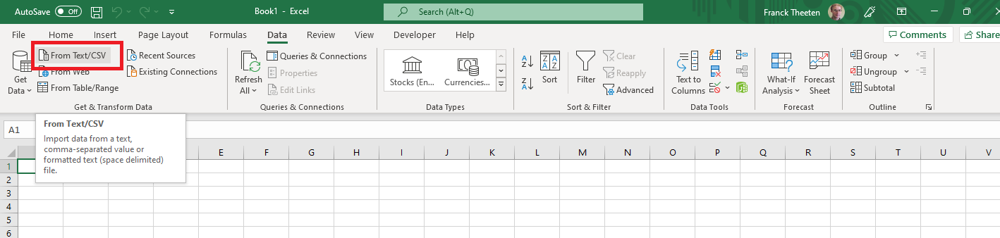 AutoSave Off Book1 - Excel Search (Alt+Q) Franck Theeten
File Home Insert Page Layout Formulas Data Review View Developer Help Comments Share
Get Data
From Text/CSV
From Web
From Table/Range
Recent Sources
Existing Connections
Get & Transform Data
Refresh All
Queries & Connections
Properties
Edit Links
Queries & Connections
Stocks (En...
Currencies...
Data Types
A Z
Z A
Z A
A Z
Sort
Filter
Clear
Reapply
Advanced
Sort & Filter
Text to
Columns
Data Tools
What-If
Analysis
Forecast
Sheet
Forecast
Group
Ungroup
Subtotal
Outline
A1
From Text/CSV
Import data from a text,
comma-separated value or
formatted text (space delimited)
file.
E F G H I J K L M N O P Q R S T U V
1
2
3
4
5
6